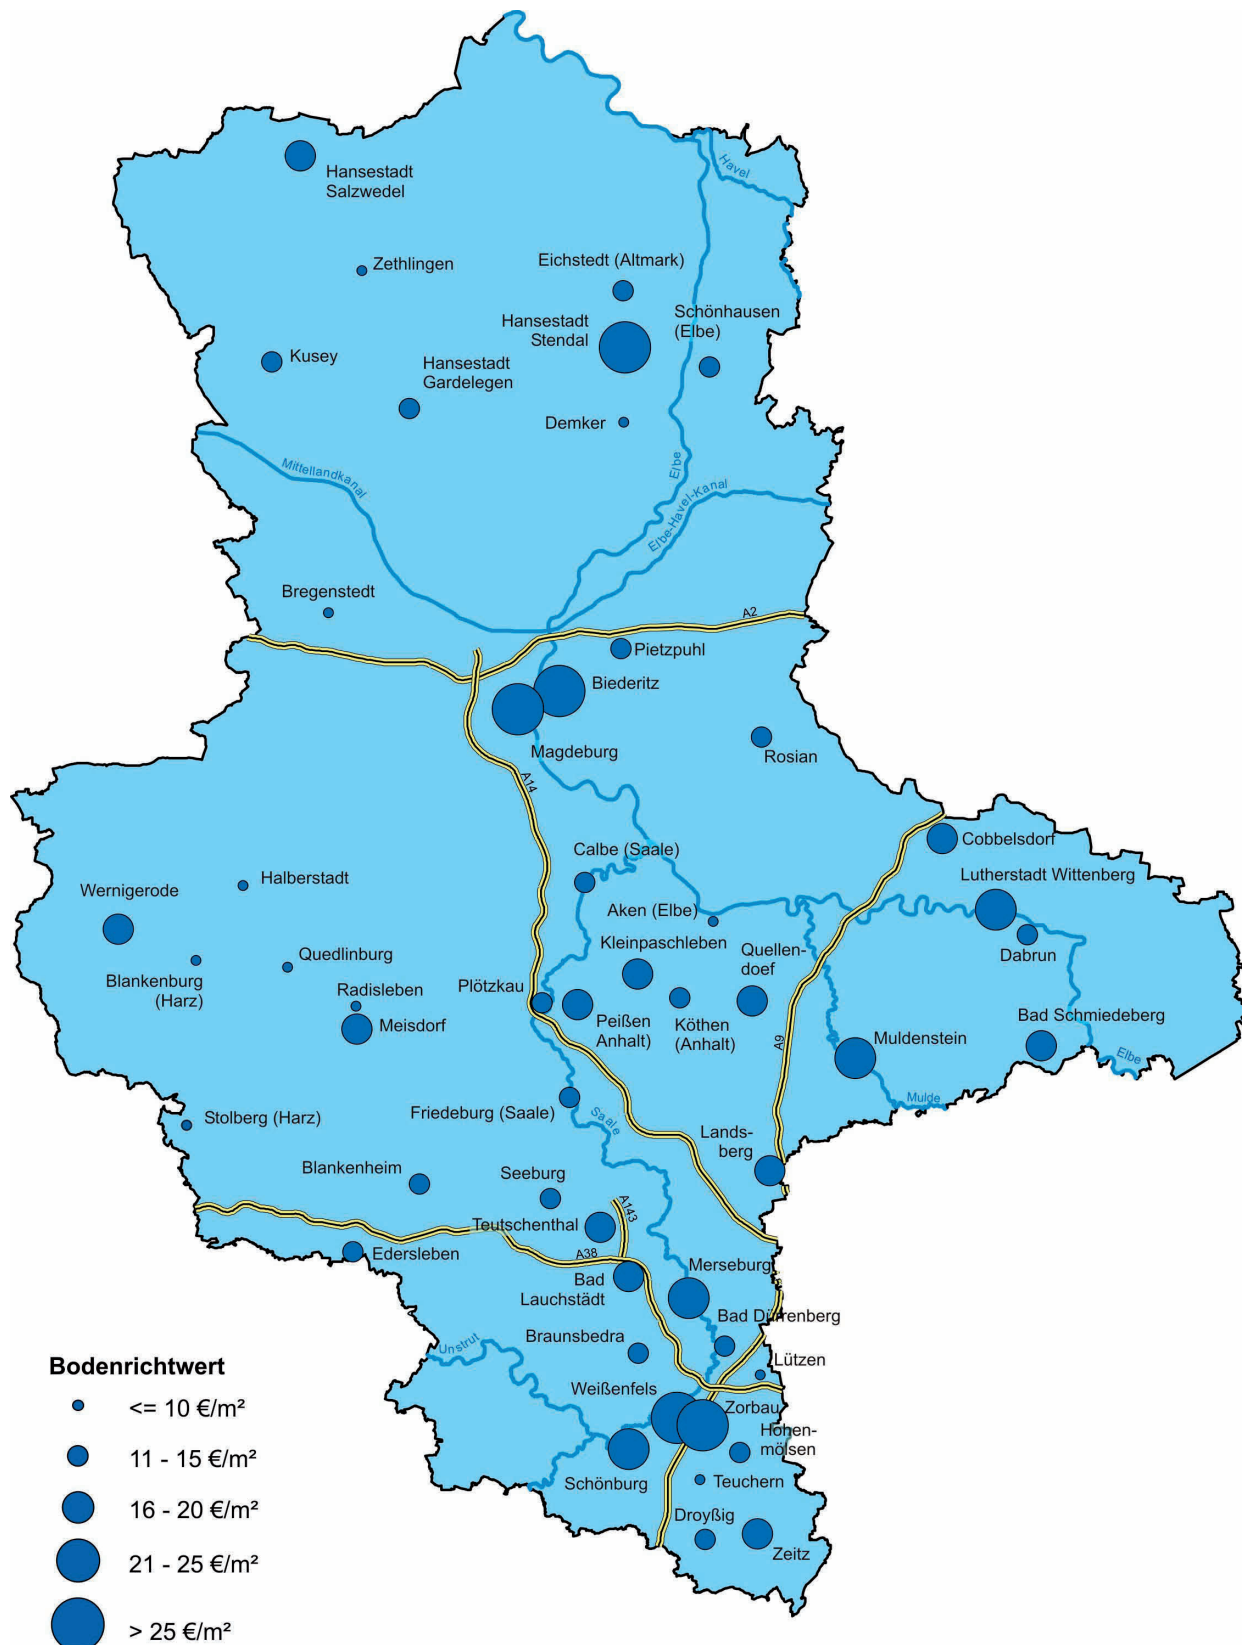 Havel
Hansestadt
Salzwedel
Zethlingen
Eichstedt (Altmark)
Schönhausen
(Elbe)
Hansestadt
Stendal
Kusey
Hansestadt
Gardelegen
Demker
Mittellandkanal
Elbe
Elbe-Havel-Kanal
Bregenstedt
A2
Pietzpuhl
Biederitz
Magdeburg
Rosian
A14
Cobbelsdorf
Calbe (Saale)
Lutherstadt Wittenberg
Halberstadt
Wernigerode
Aken (Elbe)
Kleinpaschleben
Quellen-
doef
Dabrun
Quedlinburg
Blankenburg
(Harz)
Radisleben
Plötzkau
Meisdorf
Peißen
Anhalt)
Köthen
(Anhalt)
Bad Schmiedeberg
Muldenstein
A9
Elbe
Mulde
Friedeburg (Saale)
Saale
Stolberg (Harz)
Lands-
berg
Blankenheim
Seeburg
A143
Teutschenthal
Edersleben
A38
Merseburg
Bad
Lauchstädt
Bad Dürrenberg
Braunsbedra
Unstrut
Lützen
Bodenrichtwert
<= 10 €/m²
11 - 15 €/m²
16 - 20 €/m²
21 - 25 €/m²
> 25 €/m²
Weißenfels
Zorbau
Hohen-
mölsen
Schönburg
Teuchern
Droyßig
Zeitz